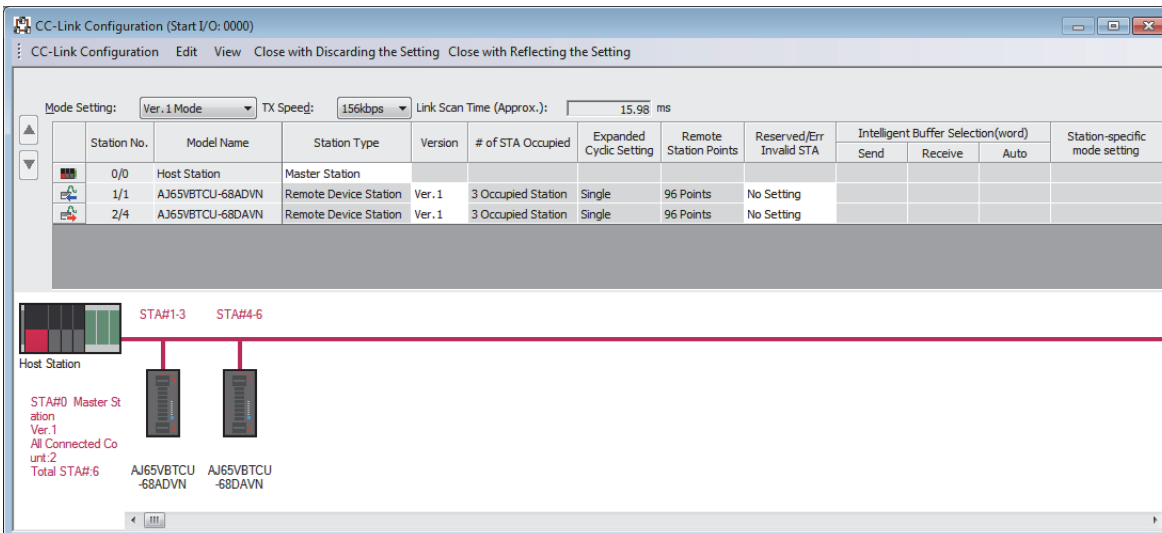 CC-Link Configuration (Start I/O: 0000)
CC-Link Configuration Edit View Close with Discarding the Setting Close with Reflecting the Setting
Mode Setting: Ver.1 Mode TX Speed: 156kbps Link Scan Time (Approx.): 15.98 ms
Station No. Model Name Station Type Version # of STA Occupied Expanded Cyclic Setting Remote Station Points Reserved/Err Invalid STA Intelligent Buffer Selection(word) Station-specific mode setting
Send Receive Auto
0/0 Host Station Master Station
1/1 AJ65VBTCU-68ADVN Remote Device Station Ver.1 3 Occupied Station Single 96 Points No Setting
2/4 AJ65VBTCU-68DAVN Remote Device Station Ver.1 3 Occupied Station Single 96 Points No Setting
STA#1-3 STA#4-6
Host Station
STA#0 Master St
ation
Ver.1
All Connected Co
unt:2
Total STA#:6
AJ65VBTCU
-68ADVN
AJ65VBTCU
-68DAVN